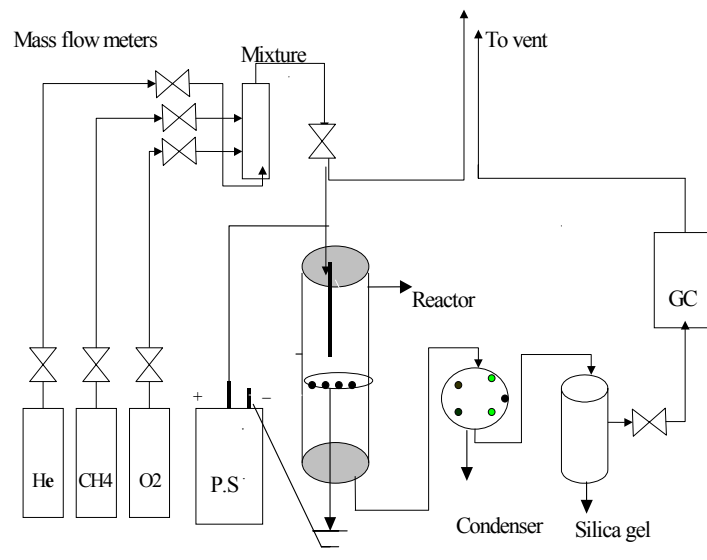 Mass flow meters
Mixture
To vent
Reactor
GC
+
–
He
CH4
O2
P.S
Condenser
Silica gel